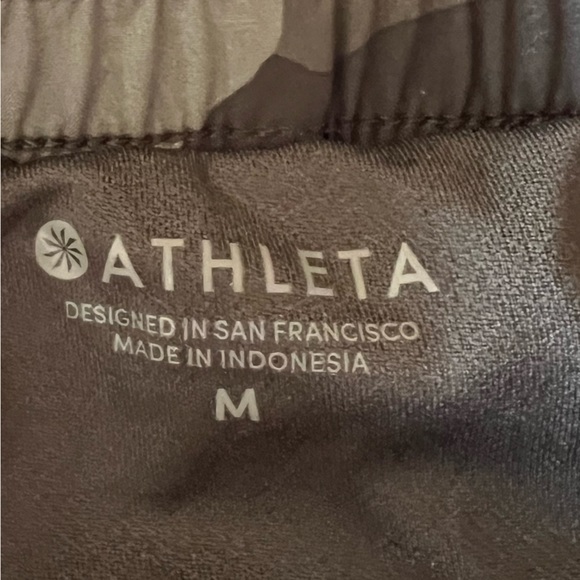 ATHLETA
DESIGNED IN SAN FRANCISCO
MADE IN INDONESIA
M